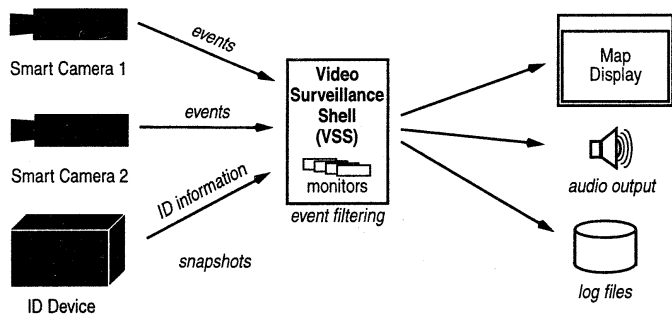 events
Smart Camera 1
events
Smart Camera 2
ID information
snapshots
ID Device
Video
Surveillance
Shell
(VSS)
monitors
event filtering
Map
Display
audio output
log files